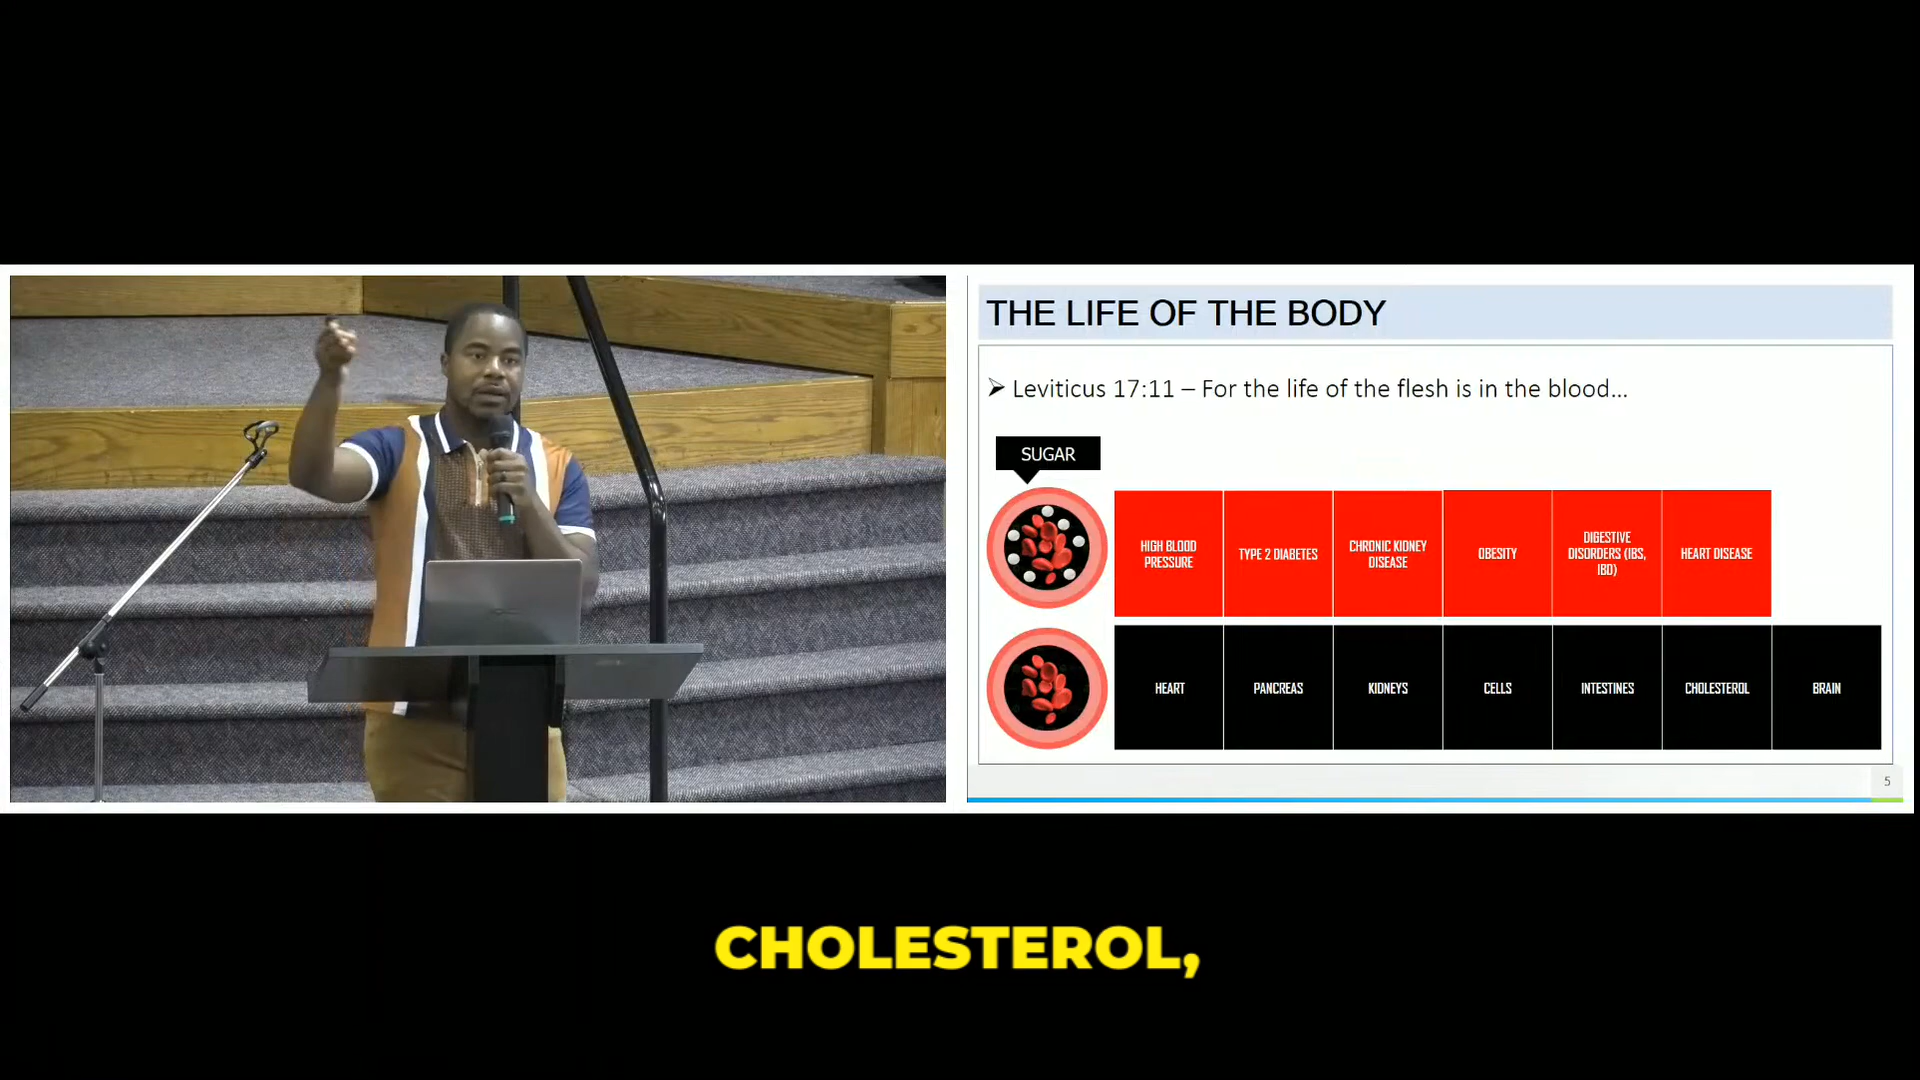 THE LIFE OF THE BODY
➢ Leviticus 17:11 – For the life of the flesh is in the blood...
SUGAR
HIGH BLOOD
PRESSURE
TYPE 2 DIABETES
CHRONIC KIDNEY
DISEASE
OBESITY
DIGESTIVE
DISORDERS (IBS,
IBD)
HEART DISEASE
HEART
PANCREAS
KIDNEYS
CELLS
INTESTINES
CHOLESTEROL
BRAIN
5
CHOLESTEROL,